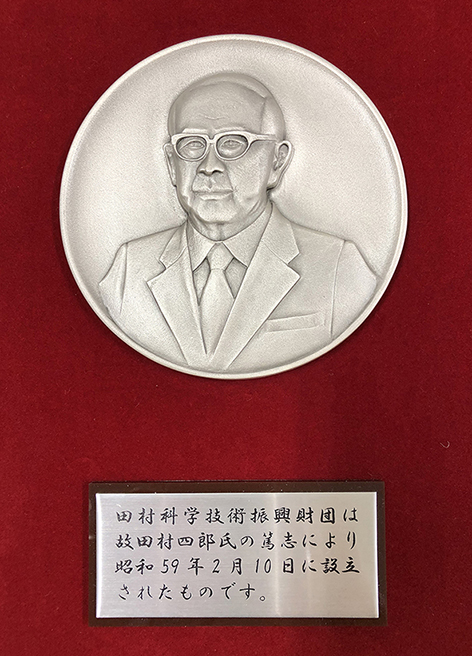 田村科学技術振興財団は
故田村四郎氏の篤志により
昭和59年2月10日に設立
されたものです。